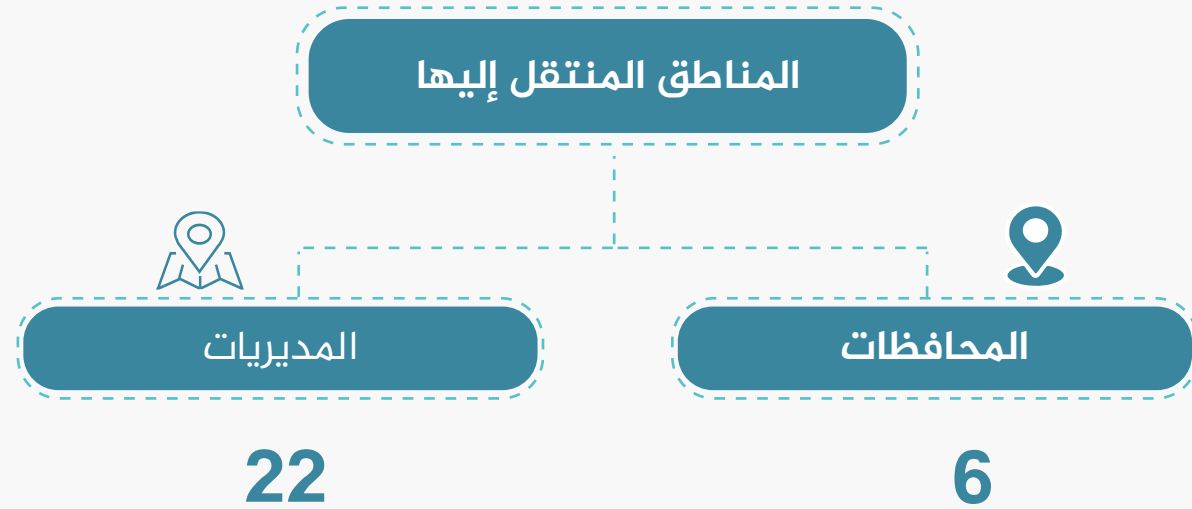 المناطق المنتقل إليها
المحافظات
المديريات
6
22